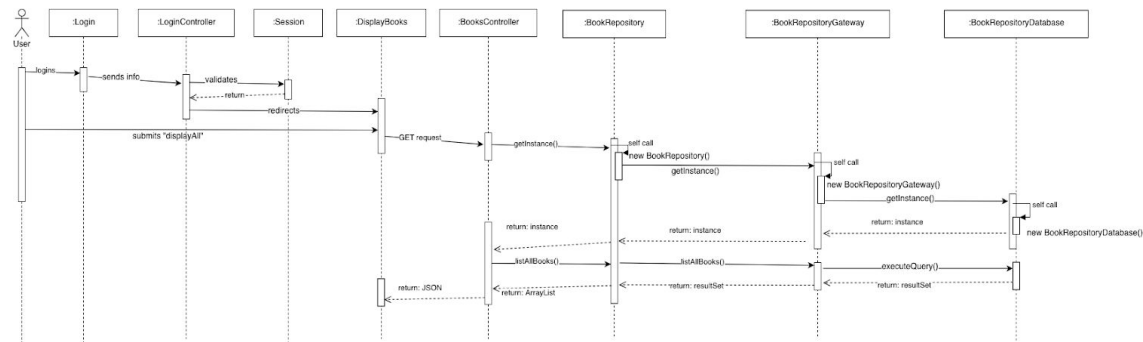 :Login
:LoginController
:Session
:DisplayBooks
:BooksController
:BookRepository
:BookRepositoryGateway
:BookRepositoryDatabase
User
logins
sends info
validates
return
redirects
submits "displayAll"
GET request
getInstance()
self call
new BookRepository()
getInstance()
self call
new BookRepositoryGateway()
getInstance()
self call
new BookRepositoryDatabase()
return: instance
return: instance
return: instance
listAllBooks()
listAllBooks()
executeQuery()
return: JSON
return: ArrayList
return: resultSet
return: resultSet